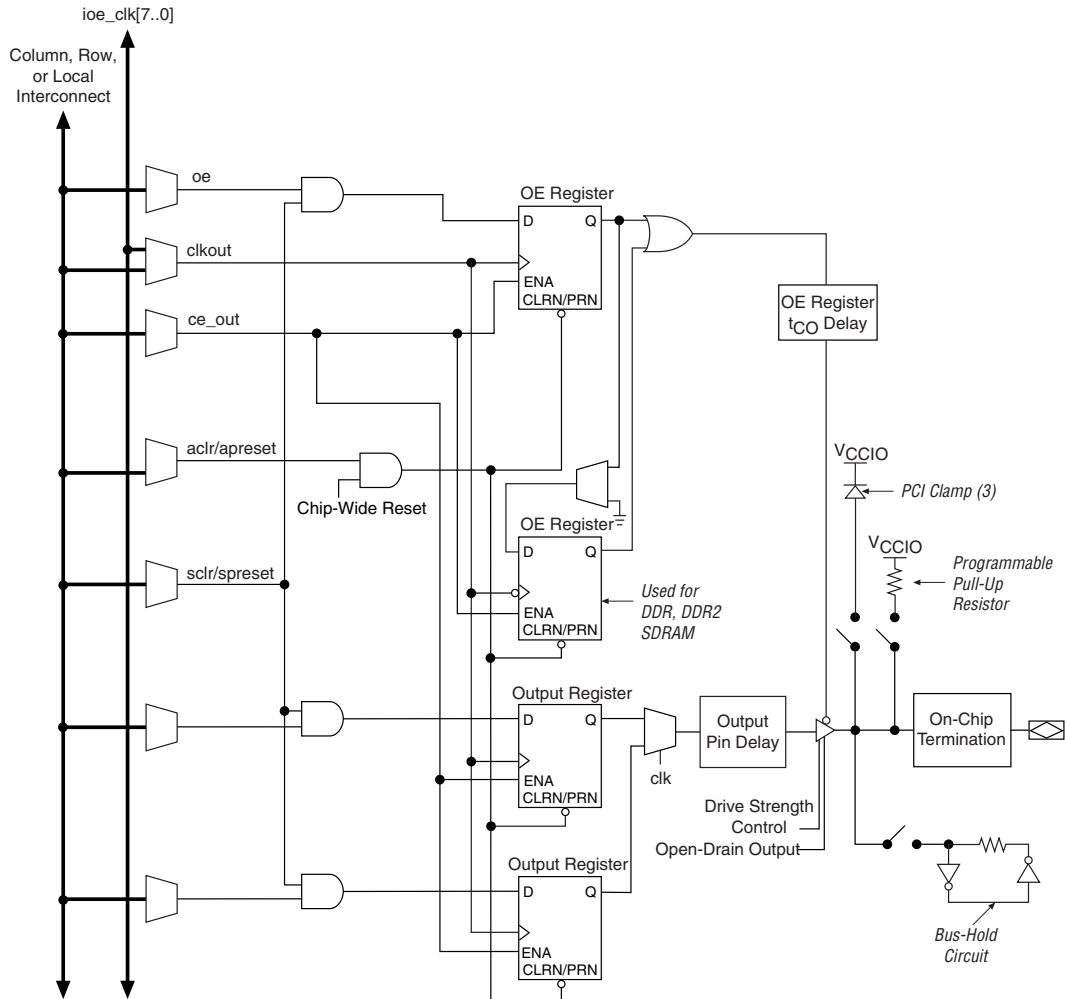 ioe_clk[7..0]
Column, Row,
or Local
Interconnect
oe
OE Register
D
Q
clkout
ENA
CLRN/PRN
OE Register
tCO Delay
ce_out
aclr/apreset
Chip-Wide Reset
VCCIO
PCI Clamp (3)
OE Register
D
Q
VCCIO
Programmable
Pull-Up
Resistor
sclr/spreset
Used for
DDR, DDR2
SDRAM
ENA
CLRN/PRN
Output Register
D
Q
Output
Pin Delay
On-Chip
Termination
clk
ENA
CLRN/PRN
Drive Strength
Control
Open-Drain Output
Output Register
D
Q
ENA
CLRN/PRN
Bus-Hold
Circuit